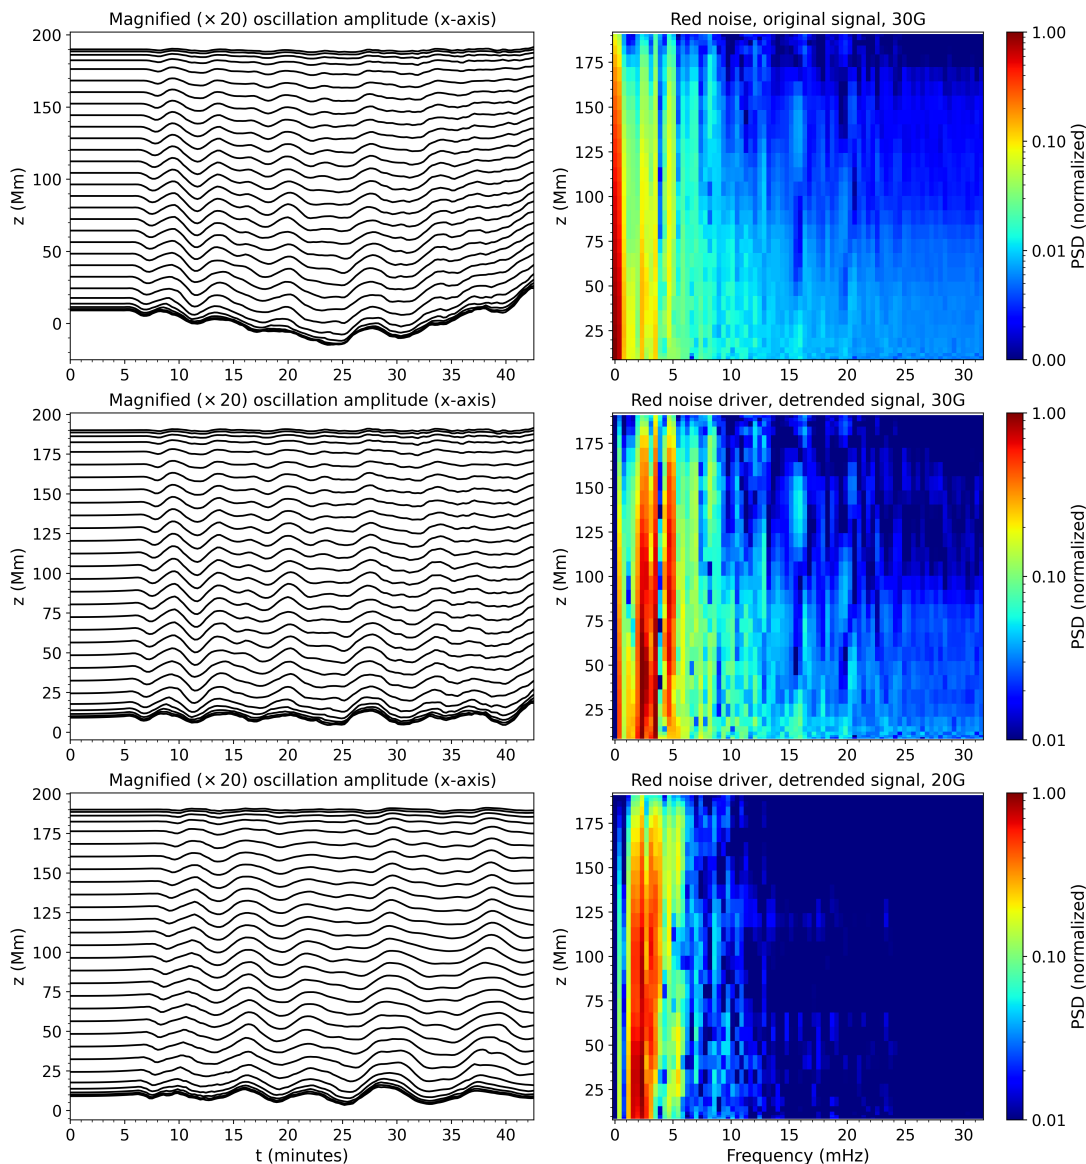 Magnified (× 20) oscillation amplitude (x-axis)
Red noise, original signal, 30G
z (Mm)
200
150
100
50
0
0 5 10 15 20 25 30 35 40
z (Mm)
175
150
125
100
75
50
25
0 5 10 15 20 25 30
1.00
0.10
0.01
0.00
PSD (normalized)
Magnified (× 20) oscillation amplitude (x-axis)
Red noise driver, detrended signal, 30G
z (Mm)
200
175
150
125
100
75
50
25
0
0 5 10 15 20 25 30 35 40
z (Mm)
175
150
125
100
75
50
25
0 5 10 15 20 25 30
1.00
0.10
0.01
PSD (normalized)
Magnified (× 20) oscillation amplitude (x-axis)
Red noise driver, detrended signal, 20G
z (Mm)
200
175
150
125
100
75
50
25
0
0 5 10 15 20 25 30 35 40
t (minutes)
z (Mm)
175
150
125
100
75
50
25
0 5 10 15 20 25 30
Frequency (mHz)
1.00
0.10
0.01
PSD (normalized)